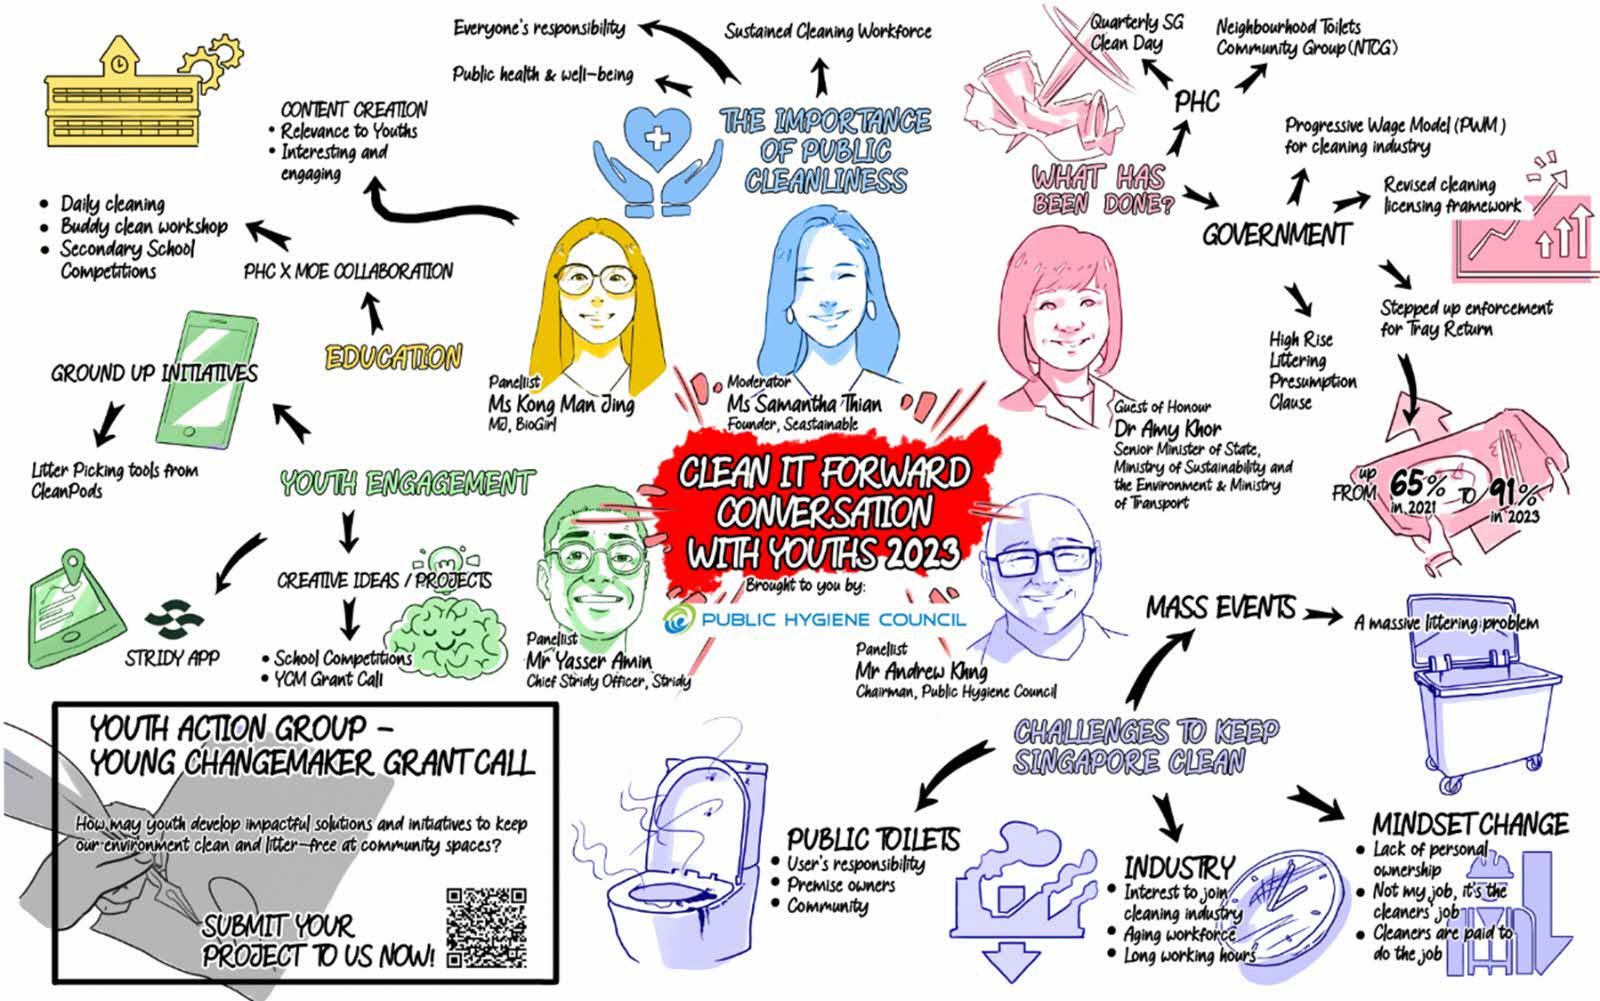 Everyone's responsibility
Public health & well-being
Sustained Cleaning Workforce
THE IMPORTANCE
OF PUBLIC
CLEANLINESS
Quarterly SG
Clean Day
Neighbourhood Toilets
Community Group (NTCG)
PHC
WHAT HAS
BEEN DONE?
Progressive Wage Model (PWM)
for cleaning industry
Revised cleaning
licensing framework
GOVERNMENT
Stepped up enforcement
for Tray Return
High Rise
Littering
Presumption
Clause
up
FROM 65% TO 91%
in 2021 in 2023
CONTENT CREATION
• Relevance to Youths
• Interesting and
engaging
• Daily cleaning
• Buddy clean workshop
• Secondary School
Competitions
PHC X MOE COLLABORATION
EDUCATION
GROUND UP INITIATIVES
Litter Picking tools from
CleanPods
YOUTH ENGAGEMENT
CREATIVE IDEAS / PROJECTS
STRIDY APP
• School Competitions
• YCM Grant Call
Panellist
Ms Kong Man Jing
MJ, BioGirl
Moderator
Ms Samantha Thian
Founder, Seastainable
Guest of Honour
Dr Amy Khor
Senior Minister of State,
Ministry of Sustainability and
the Environment & Ministry
of Transport
CLEAN IT FORWARD
CONVERSATION
WITH YOUTHS 2023
Brought to you by:
PUBLIC HYGIENE COUNCIL
Panellist
Mr Yasser Amin
Chief Stridy Officer, Stridy
Panellist
Mr Andrew Khng
Chairman, Public Hygiene Council
MASS EVENTS
A massive littering problem
CHALLENGES TO KEEP
SINGAPORE CLEAN
PUBLIC TOILETS
• User's responsibility
• Premise owners
• Community
INDUSTRY
• Interest to join
cleaning industry
• Aging workforce
• Long working hours
MINDSET CHANGE
• Lack of personal
ownership
• Not my job, it's the
cleaners' job
• Cleaners are paid to
do the job
YOUTH ACTION GROUP –
YOUNG CHANGEMAKER GRANT CALL
How may youth develop impactful solutions and initiatives to keep
our environment clean and litter-free at community spaces?
SUBMIT YOUR
PROJECT TO US NOW!